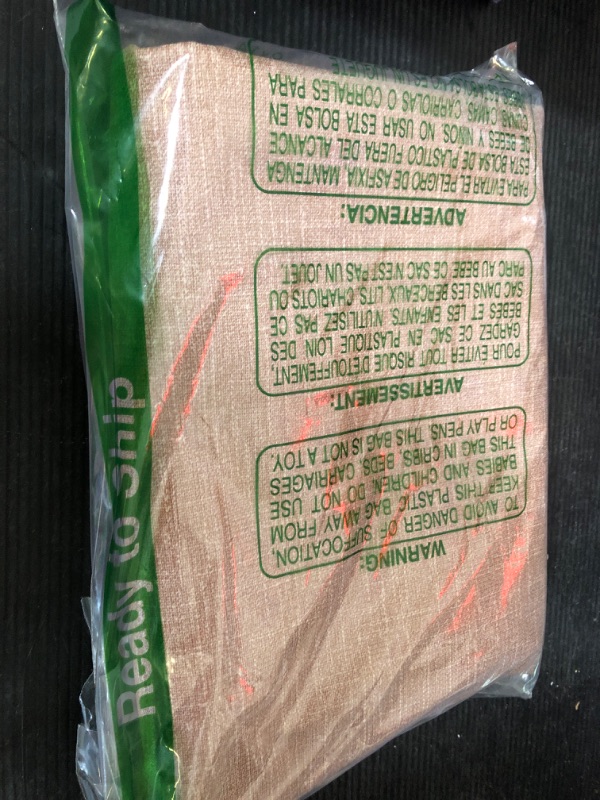 Ready to Ship
WARNING:
TO AVOID DANGER OF SUFFOCATION,
KEEP THIS PLASTIC BAG AWAY FROM
BABIES AND CHILDREN. DO NOT USE
THIS BAG IN CRIBS, BEDS, CARRIAGES
OR PLAY PENS. THIS BAG IS NOT A TOY.
AVERTISSEMENT:
POUR EVITER TOUT RISQUE D'ETOUFFEMENT,
GARDEZ CE SAC EN PLASTIQUE LOIN DES
BEBES ET LES ENFANTS. N'UTILISEZ PAS CE
SAC DANS LES BERCEAUX, LITS, CHARIOTS OU
PARC AU BEBE. CE SAC N'EST PAS UN JOUET.
ADVERTENCIA:
PARA EVITAR EL PELIGRO DE ASFIXIA, MANTENGA
ESTA BOLSA DE PLASTICO FUERA DEL ALCANCE
DE BEBES Y NIÑOS. NO USAR ESTA BOLSA EN
CUNAS, CAMAS, CARRIOLAS O CORRALES PARA
UN JUGUETE